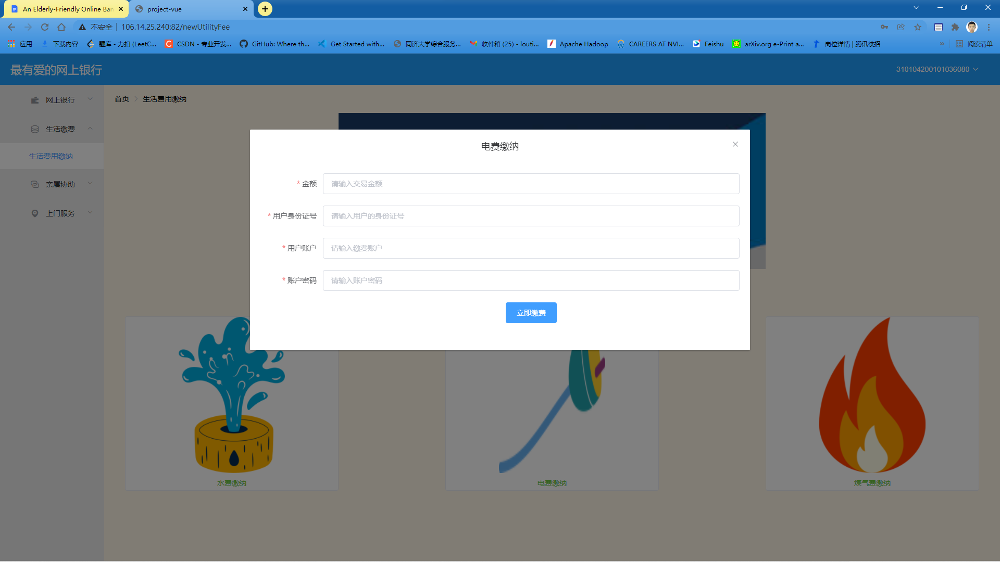 An Elderly-Friendly Online Ban
project-vue
不安全
106.14.25.240:82/newUtilityFee
应用
下载内容
题库 - 力扣 (LeetC...
CSDN - 专业开发...
GitHub: Where th...
Get Started with...
同济大学综合服务...
收件箱 (25) - louti...
Apache Hadoop
CAREERS AT NVI...
Feishu
arXiv.org e-Print a...
岗位详情 | 腾讯校招
»
阅读清单
最有爱的网上银行
310104200101036080
网上银行
生活缴费
生活费用缴纳
亲属协助
上门服务
首页 > 生活费用缴纳
电费缴纳
* 金额 请输入交易金额
* 用户身份证号 请输入用户的身份证号
* 用户账户 请输入缴费账户
* 账户密码 请输入账户密码
立即缴费
水费缴纳
电费缴纳
煤气费缴纳